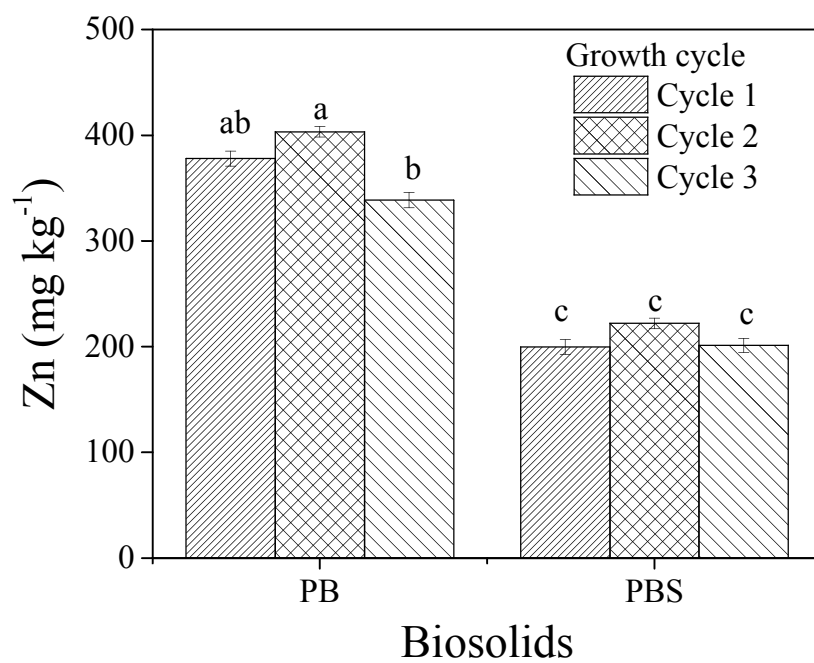 500
400
300
200
100
0
Zn (mg kg⁻¹)
Growth cycle
Cycle 1
Cycle 2
Cycle 3
ab
a
b
c
c
c
PB
PBS
Biosolids